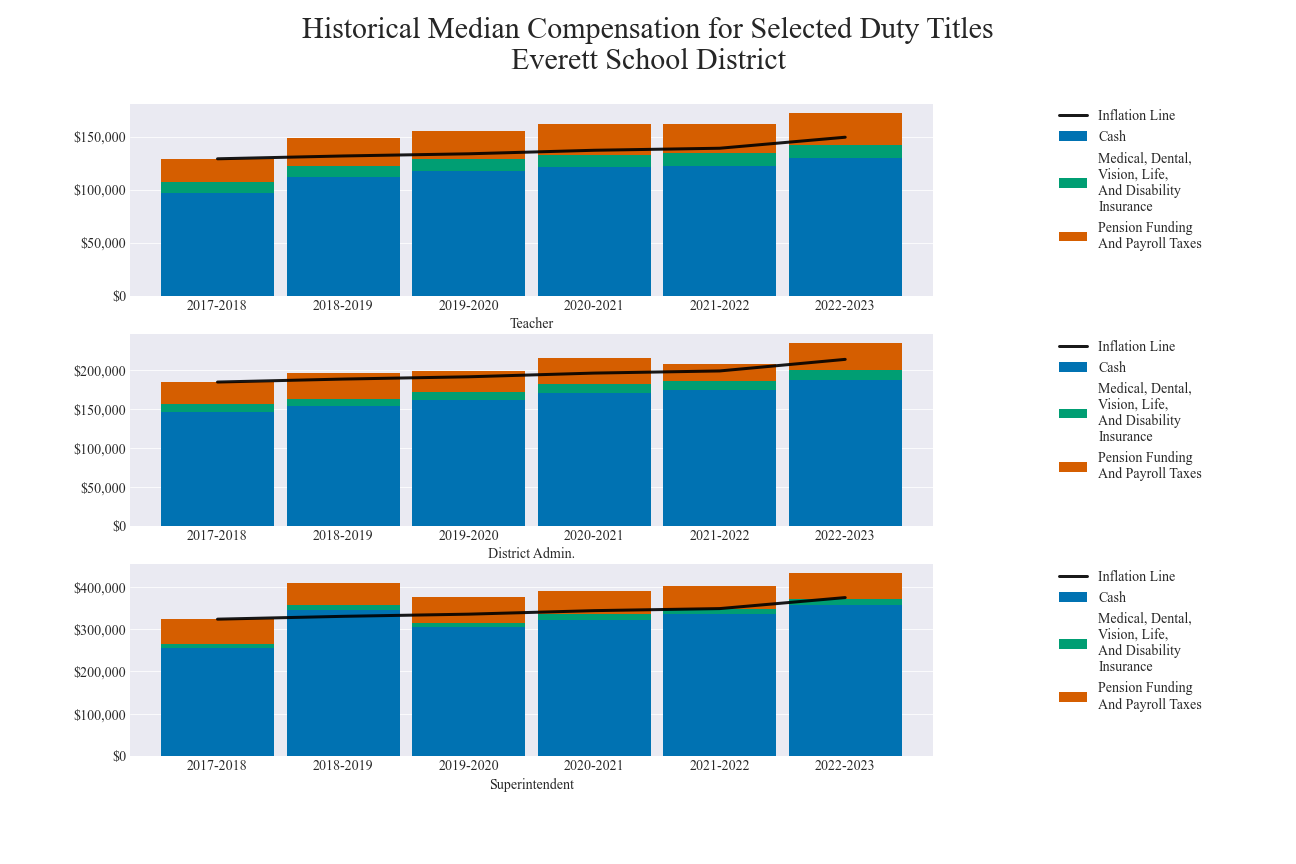 Historical Median Compensation for Selected Duty Titles
Everett School District
$150,000
$100,000
$50,000
$0
2017-2018 2018-2019 2019-2020 2020-2021 2021-2022 2022-2023
Teacher
Inflation Line
Cash
Medical, Dental,
Vision, Life,
And Disability
Insurance
Pension Funding
And Payroll Taxes
$200,000
$150,000
$100,000
$50,000
$0
2017-2018 2018-2019 2019-2020 2020-2021 2021-2022 2022-2023
District Admin.
Inflation Line
Cash
Medical, Dental,
Vision, Life,
And Disability
Insurance
Pension Funding
And Payroll Taxes
$400,000
$300,000
$200,000
$100,000
$0
2017-2018 2018-2019 2019-2020 2020-2021 2021-2022 2022-2023
Superintendent
Inflation Line
Cash
Medical, Dental,
Vision, Life,
And Disability
Insurance
Pension Funding
And Payroll Taxes